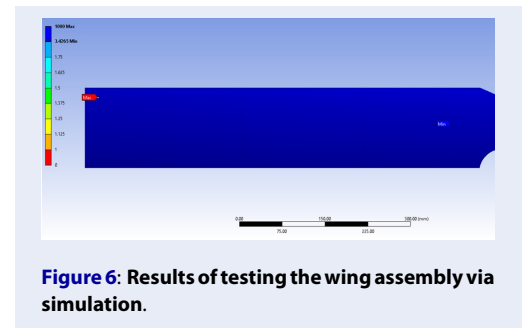 5000 Max
3.4265 Min
1.75
1.625
1.5
1.375
1.25
1.125
1
0
Max
Min
0.00
150.00
300.00 (mm)
75.00
225.00
Figure 6: Results of testing the wing assembly via
simulation.